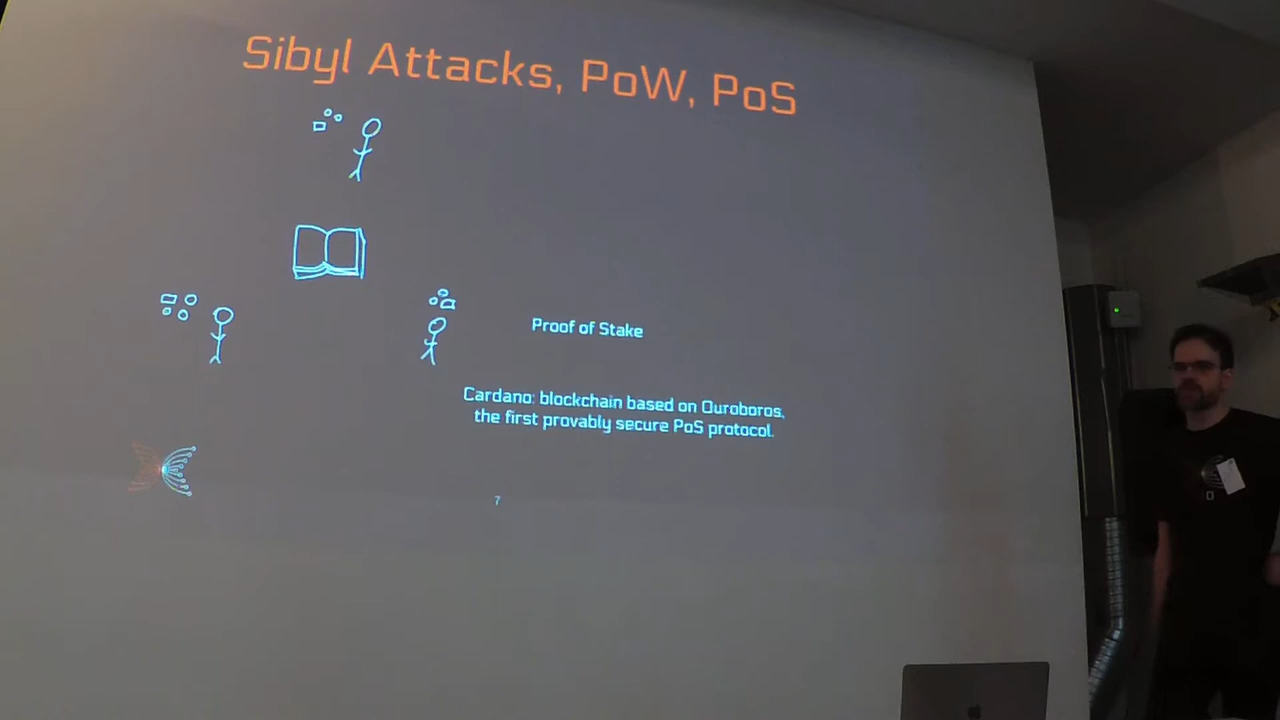 Sibyl Attacks, PoW, PoS
Proof of Stake
Cardano: blockchain based on Ouroboros,
the first provably secure PoS protocol.
7